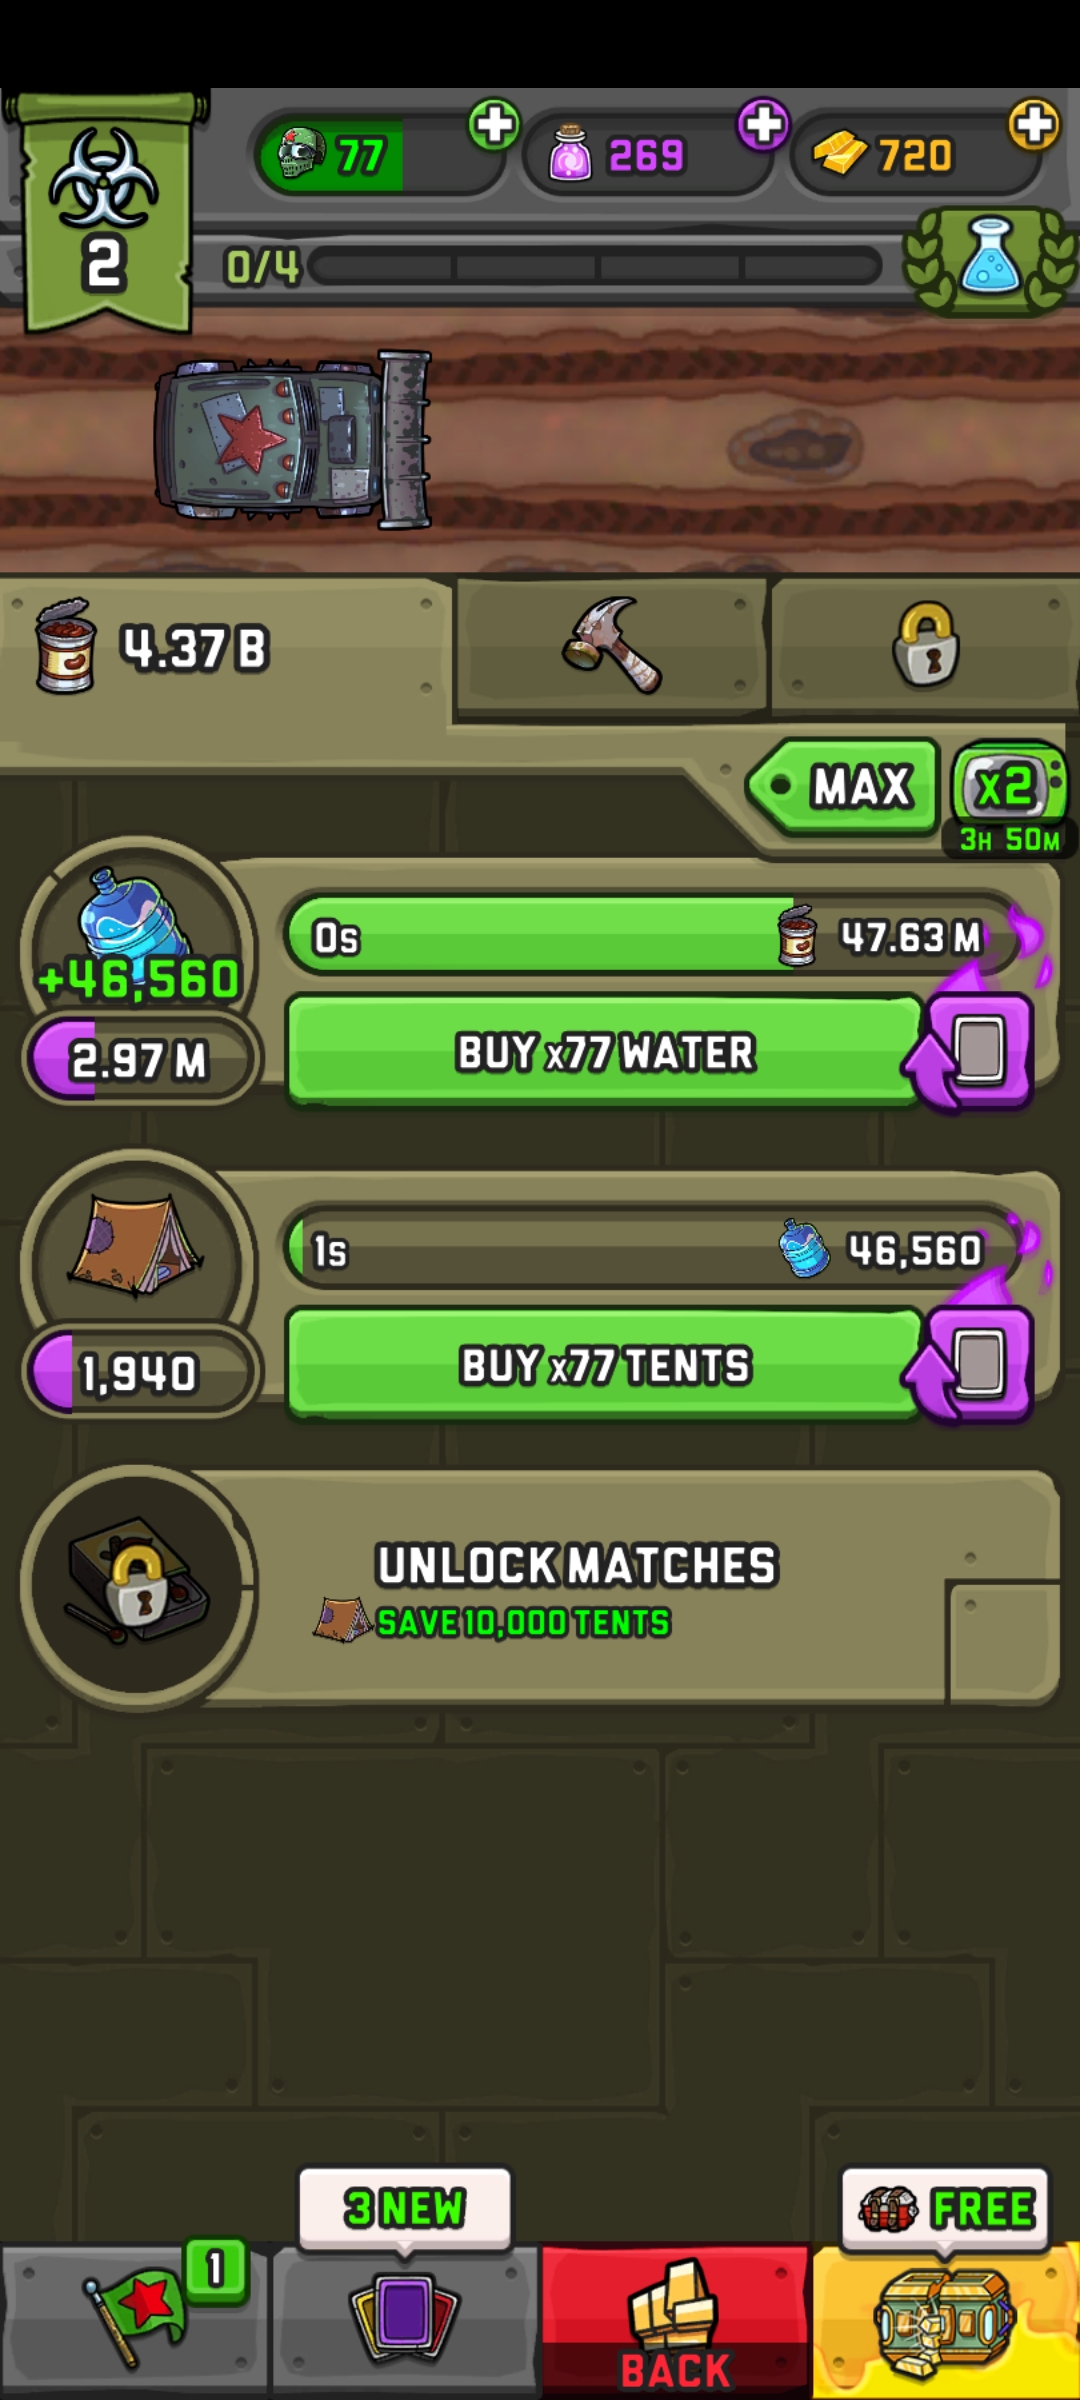 77
269
720
2
0/4
4.37 B
MAX
x2
3H 50M
0s
47.63 M
+46,560
2.97 M
BUY x77 WATER
1s
46,560
1,940
BUY x77 TENTS
UNLOCK MATCHES
SAVE 10,000 TENTS
3 NEW
FREE
1
BACK